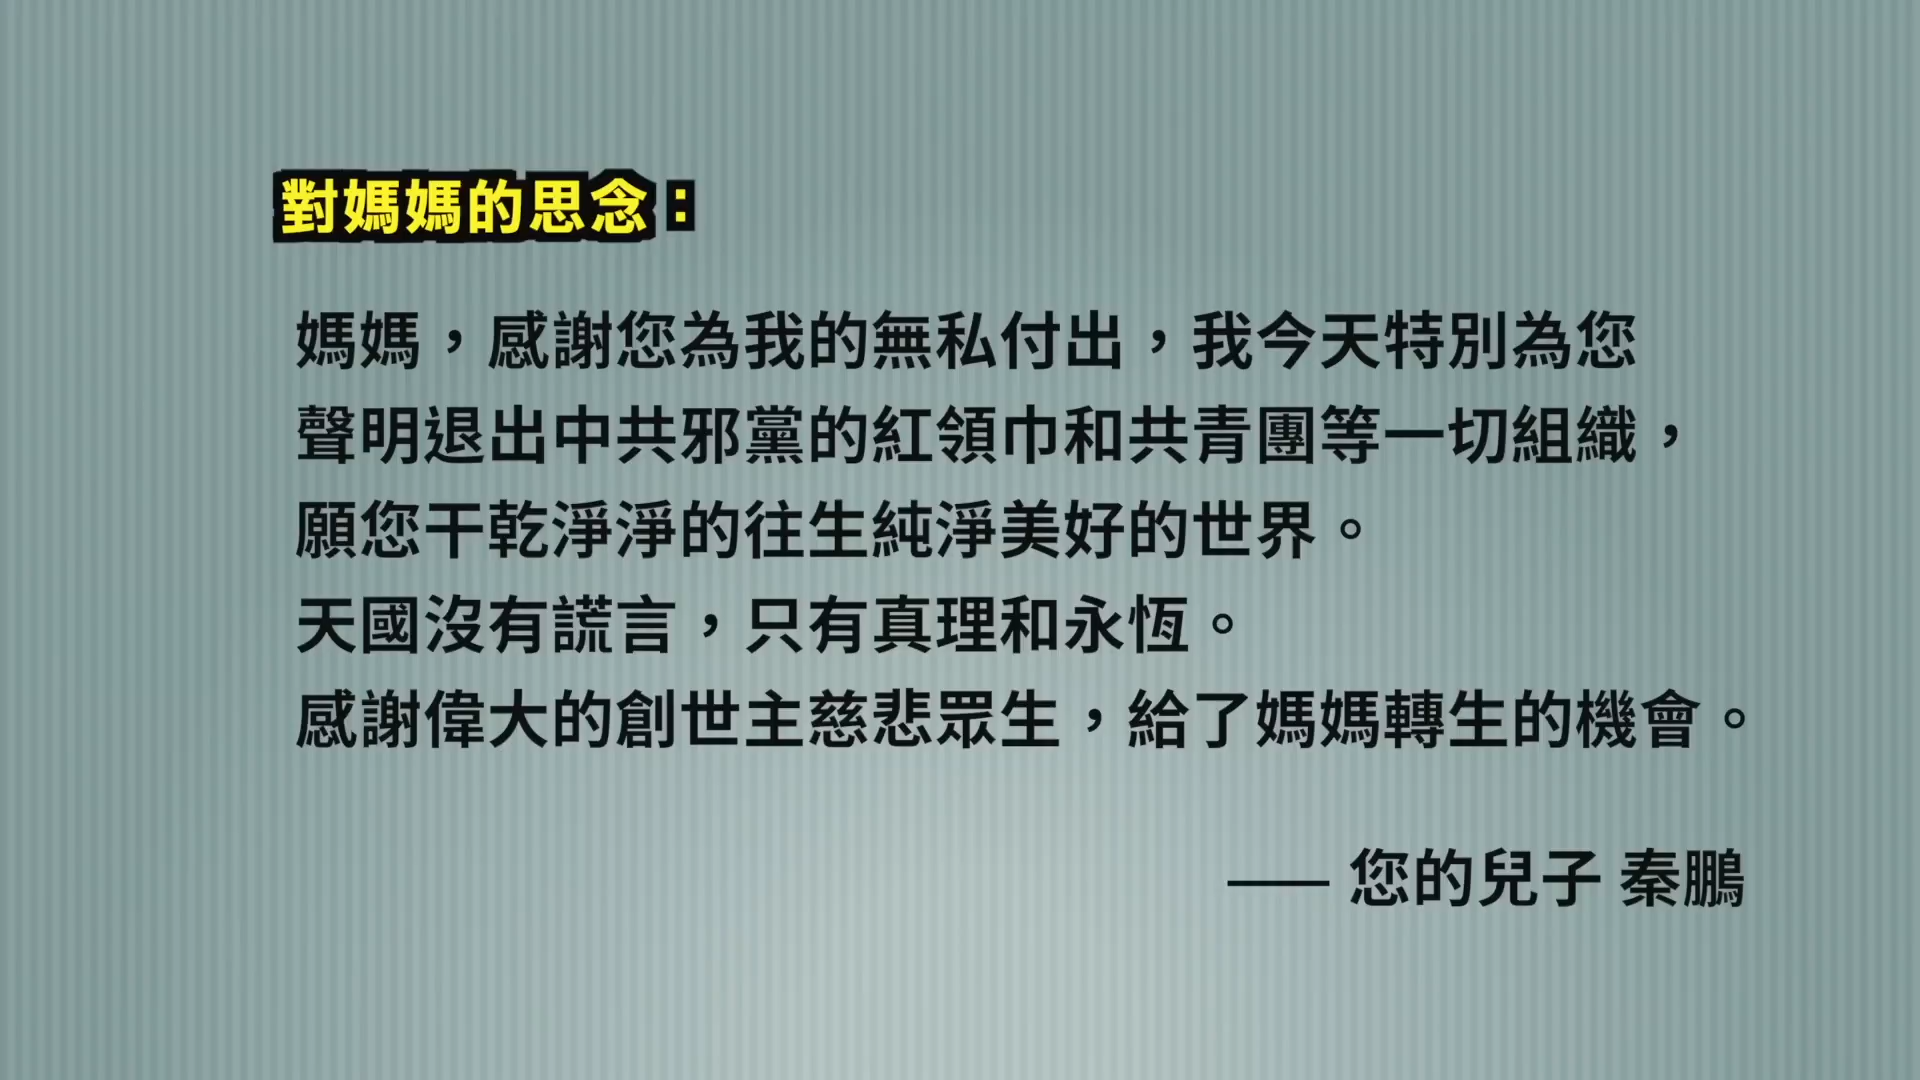 對媽媽的思念：
媽媽，感謝您為我的無私付出，我今天特別為您
聲明退出中共邪黨的紅領巾和共青團等一切組織，
願您干乾淨淨的往生純淨美好的世界。
天國沒有謊言，只有真理和永恆。
感謝偉大的創世主慈悲眾生，給了媽媽轉生的機會。
—— 您的兒子 秦鵬